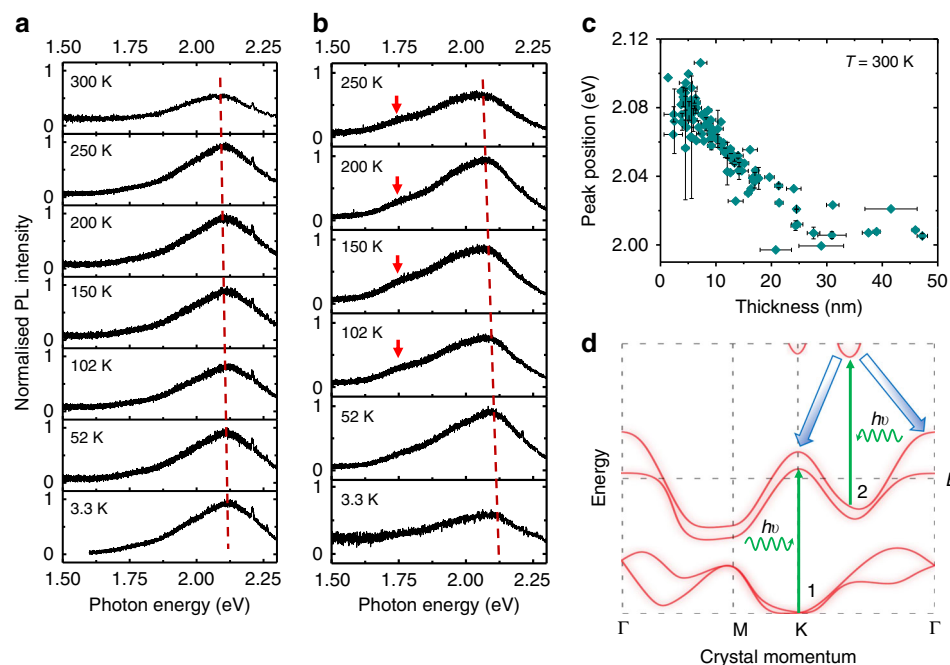 a
1.50 1.75 2.00 2.25
300 K
250 K
200 K
150 K
102 K
52 K
3.3 K
1
0
1
0
1
0
1
0
1
0
1
0
1
0
Normalised PL intensity
1.50 1.75 2.00 2.25
Photon energy (eV)
b
1.50 1.75 2.00 2.25
250 K
200 K
150 K
102 K
52 K
3.3 K
1
0
1
0
1
0
1
0
1
0
1
0
1.50 1.75 2.00 2.25
Photon energy (eV)
c
T = 300 K
2.12
2.08
2.04
2.00
Peak position (eV)
0 10 20 30 40 50
Thickness (nm)
d
hυ
2
hυ
1
Energy
Γ M K Γ
Crystal momentum